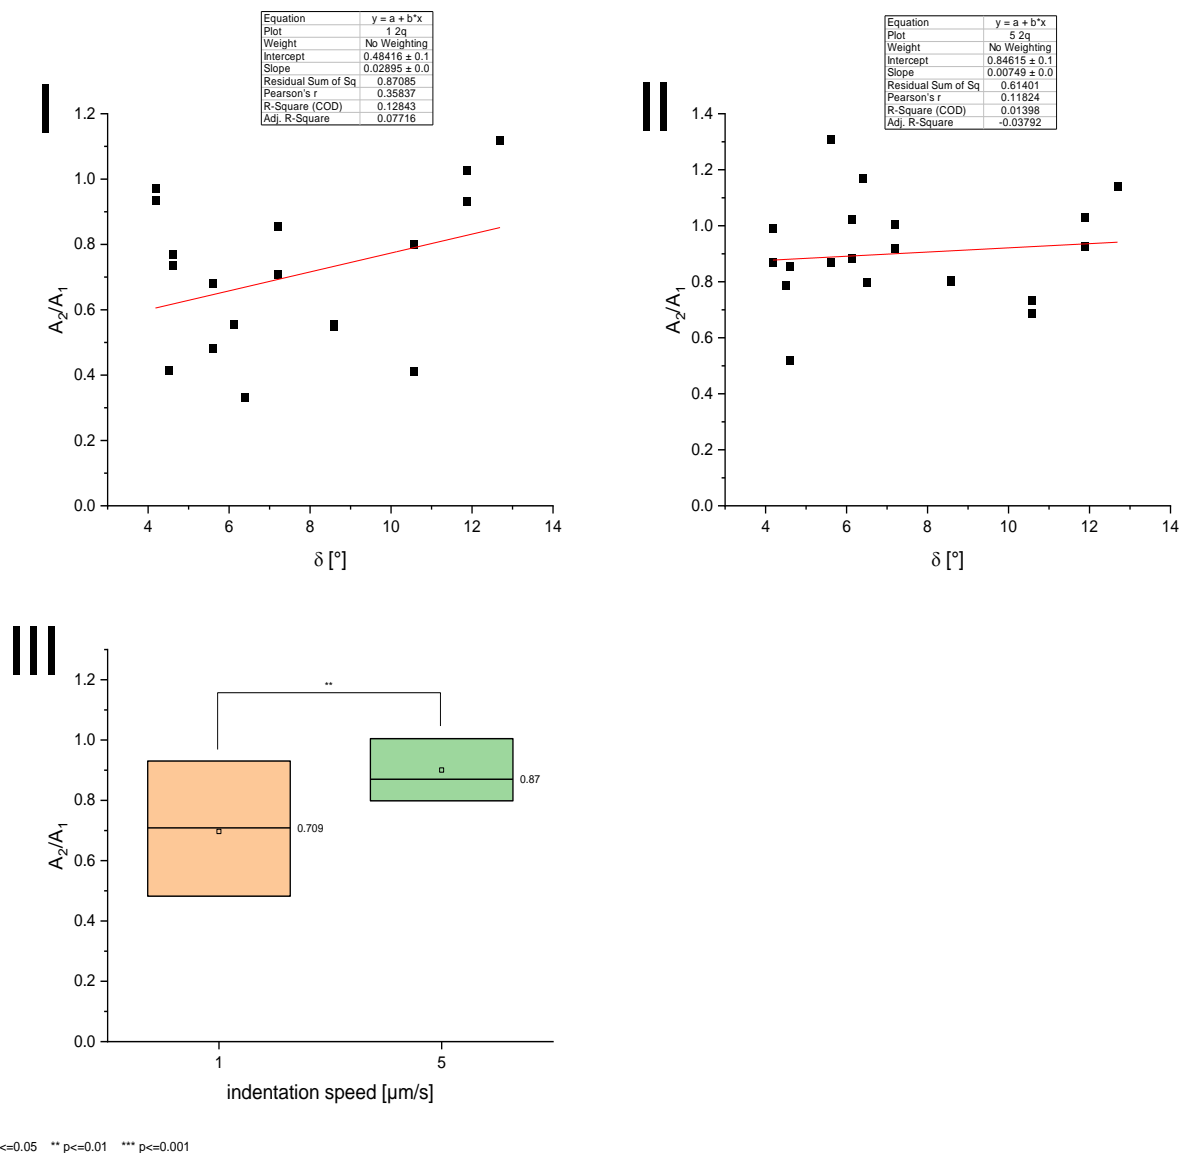 Equation y = a + b*x
Plot 1 2q
Weight No Weighting
Intercept 0.48416 ± 0.1
Slope 0.02895 ± 0.0
Residual Sum of Sq 0.87085
Pearson's r 0.35837
R-Square (COD) 0.12843
Adj. R-Square 0.07716
I
1.2
1.0
0.8
0.6
0.4
0.2
0.0
A2/A1
4 6 8 10 12 14
δ [°]
Equation y = a + b*x
Plot 5 2q
Weight No Weighting
Intercept 0.84615 ± 0.1
Slope 0.00749 ± 0.0
Residual Sum of Sq 0.61401
Pearson's r 0.11824
R-Square (COD) 0.01398
Adj. R-Square -0.03792
II
1.4
1.2
1.0
0.8
0.6
0.4
0.2
0.0
A2/A1
4 6 8 10 12 14
δ [°]
III
1.2
1.0
0.8
0.6
0.4
0.2
0.0
A2/A1
**
0.709
0.87
1 5
indentation speed [µm/s]
<=0.05 ** p<=0.01 *** p<=0.001